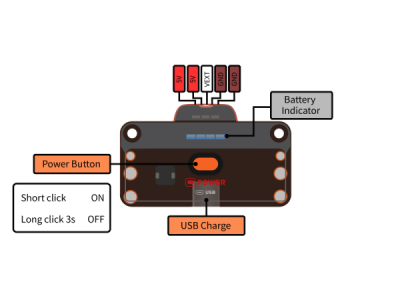 5V
5V
VEXT
GND
GND
Battery
Indicator
Power Button
Short click ON
Long click 3s OFF
USB
USB Charge